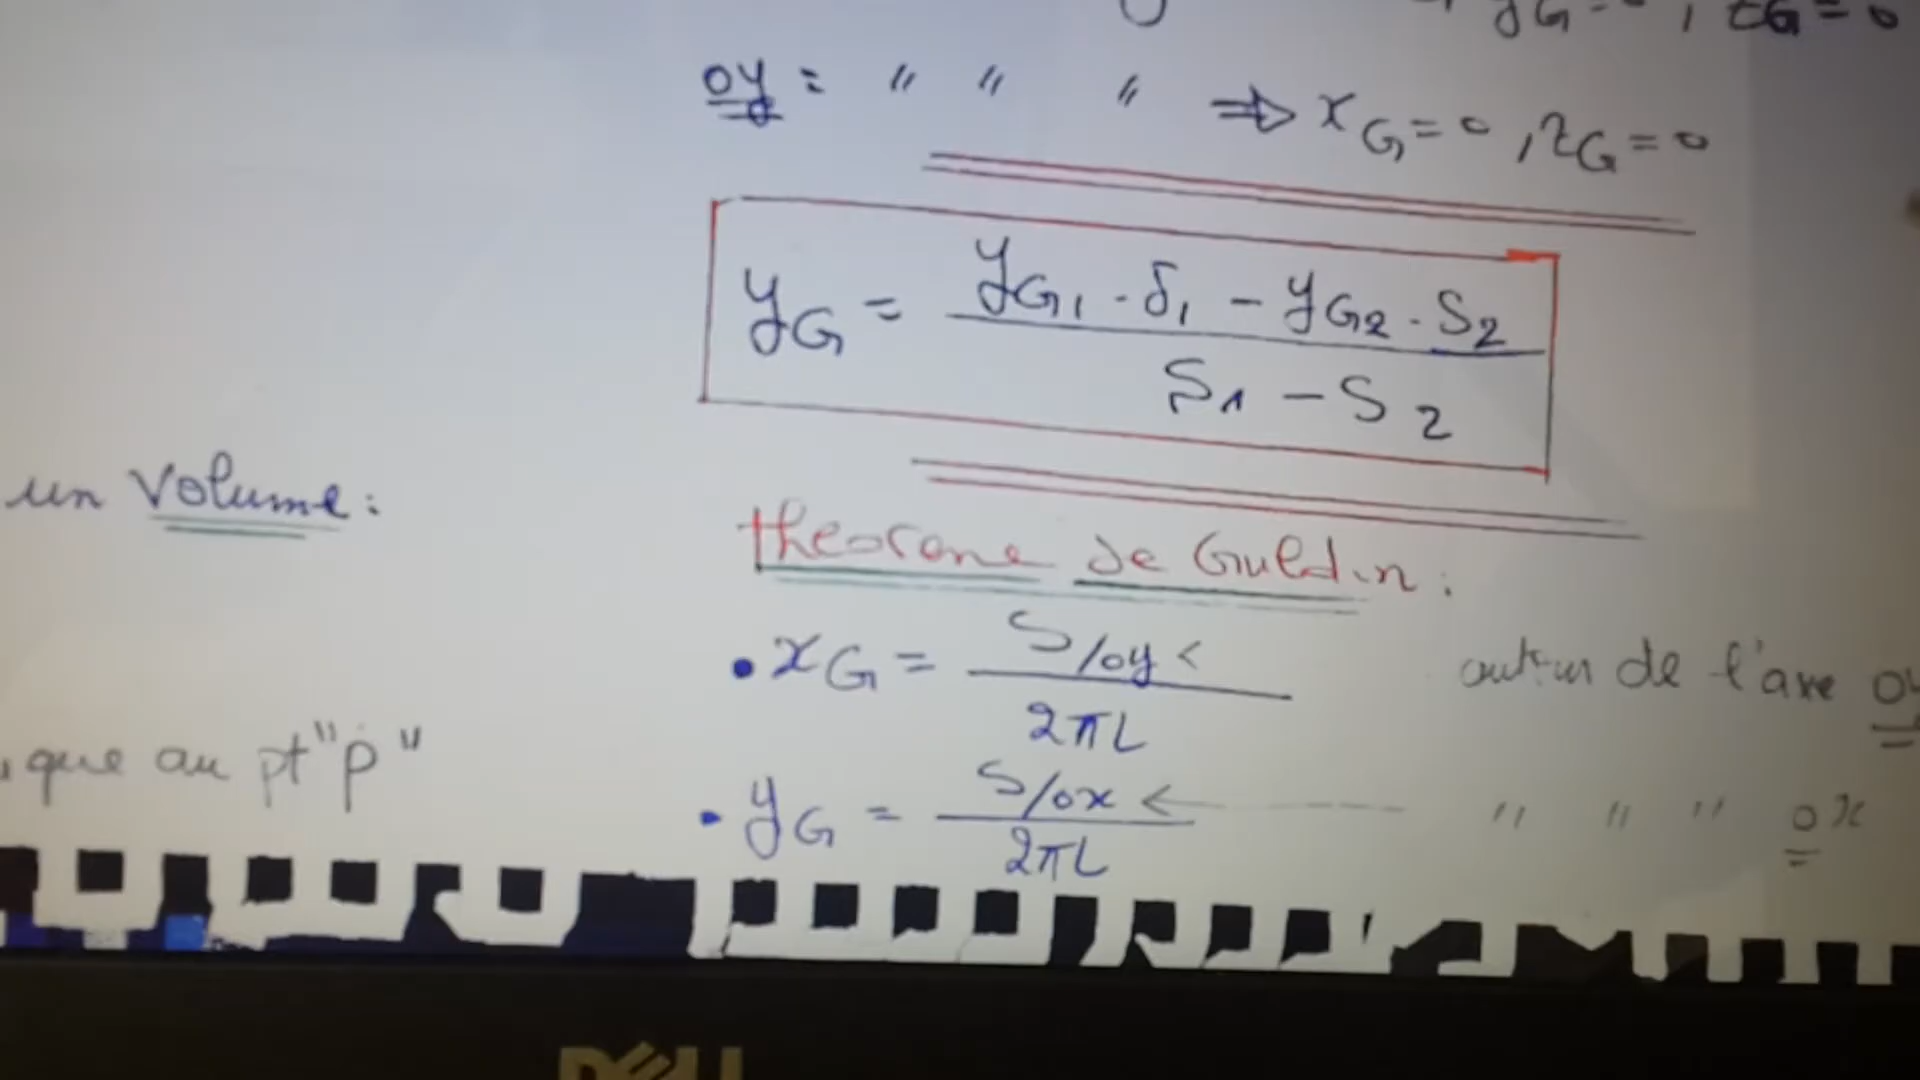 yG = 0, zG = 0
oy = " " " ⇒ xG = 0, zG = 0
yG = (yG1 . S1 - yG2 . S2) / (S1 - S2)
un Volume :
theoreme de Guldin :
• xG = S/oy < / 2πL autour de l'axe oy
que au pt "p"
• yG = S/ox ← / 2πL " " " ox
DELL